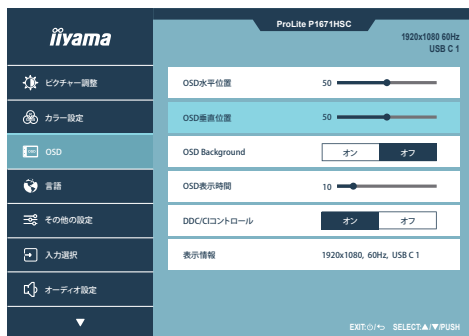 iiyama
ProLite P1671HSC
1920x1080 60Hz
USB C 1
ピクチャー調整
カラー設定
OSD
OSD
言語
その他の設定
入力選択
オーディオ設定
▼
OSD水平位置 50
OSD垂直位置 50
OSD Background オン オフ
OSD表示時間 10
DDC/CIコントロール オン オフ
表示情報 1920x1080, 60Hz, USB C 1
EXIT:⏻/↩ SELECT:▲/▼/PUSH